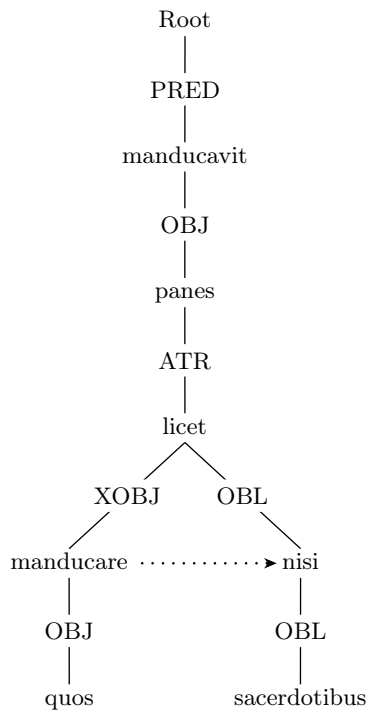 Root
PRED
manducavit
OBJ
panes
ATR
licet
XOBJ OBL
manducare nisi
OBJ OBL
quos sacerdotibus